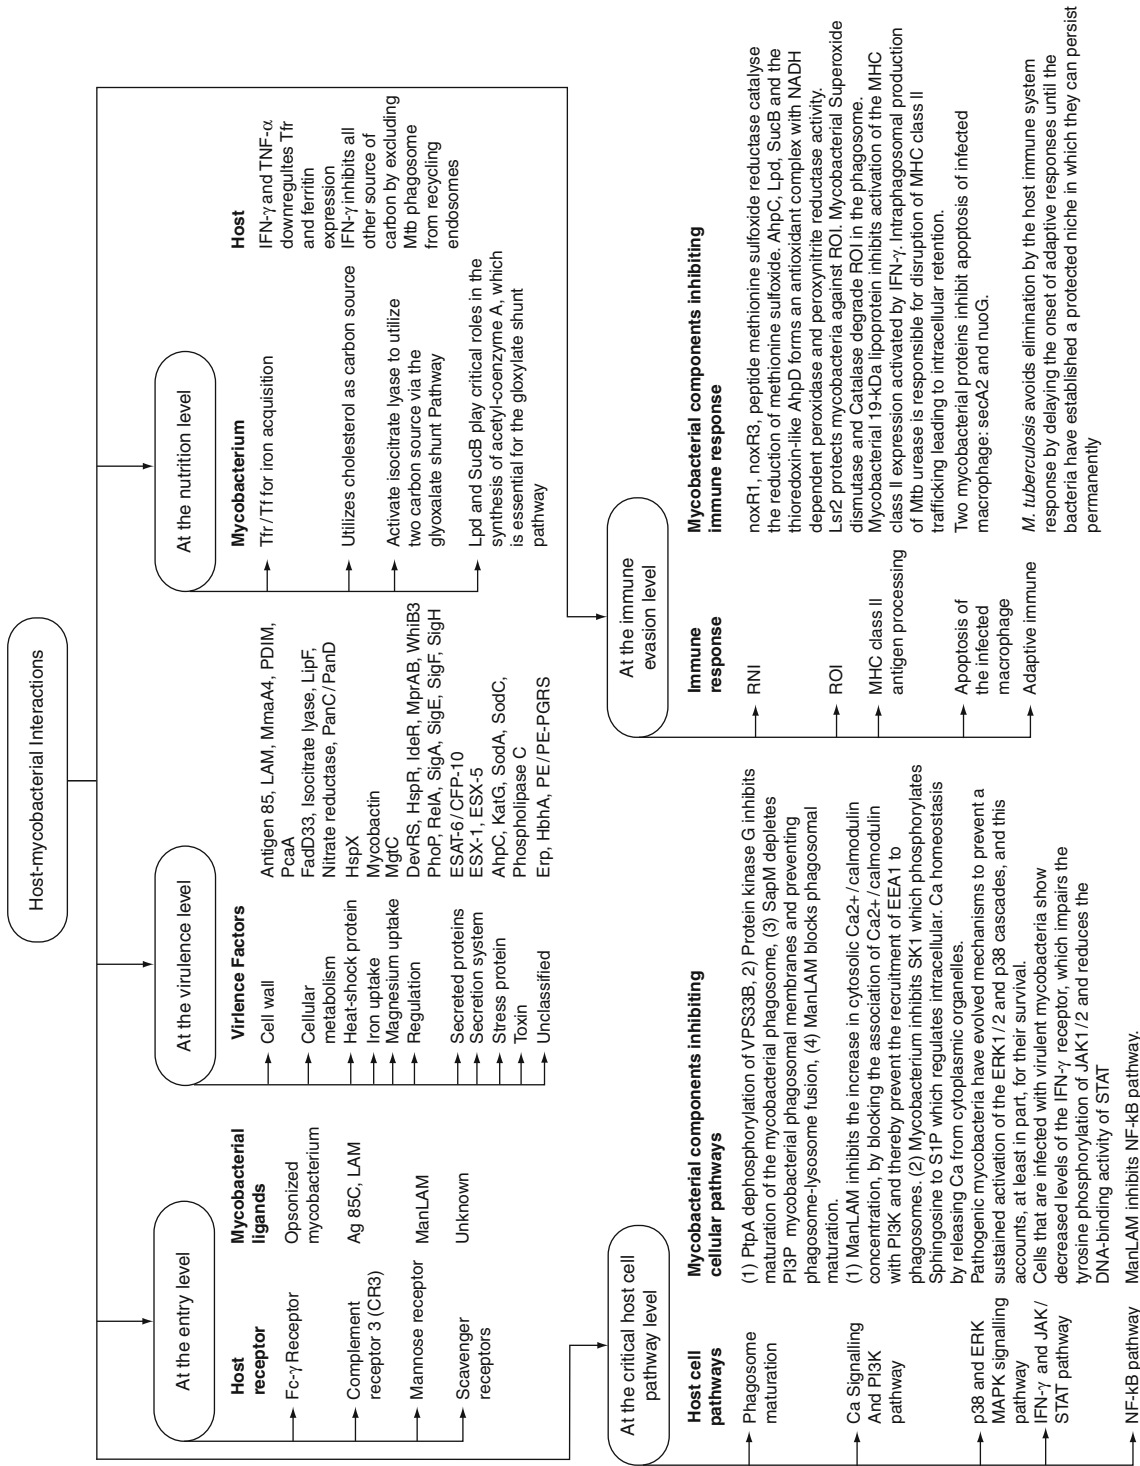 Host-mycobacterial Interactions
At the entry level
Host
receptor
Mycobacterial
ligands
Fc-γ Receptor
Opsonized
mycobacterium
Complement
receptor 3 (CR3)
Ag 85C, LAM
Mannose receptor
ManLAM
Scavenger
receptors
Unknown
At the virulence level
Virlence Factors
Cell wall
Antigen 85, LAM, MmaA4, PDIM,
PcaA
Cellular
metabolism
FadD33, Isocitrate lyase, LipF,
Nitrate reductase, PanC/PanD
Heat-shock protein
HspX
Iron uptake
Mycobactin
Magnesium uptake
MgtC
Regulation
DevRS, HspR, IdeR, MprAB, WhiB3
PhoP, RelA, SigA, SigE, SigF, SigH
Secreted proteins
ESAT-6/CFP-10
Secretion system
ESX-1, ESX-5
Stress protein
AhpC, KatG, SodA, SodC,
Toxin
Phospholipase C
Unclassified
Erp, HbhA, PE/PE-PGRS
At the nutrition level
Mycobacterium
Tfr/Tf for iron acquisition
Utilizes cholesterol as carbon source
Activate isocitrate lyase to utilize
two carbon source via the
glyoxalate shunt Pathway
Lpd and SucB play critical roles in the
synthesis of acetyl-coenzyme A, which
is essential for the gloxylate shunt
pathway
Host
IFN-γ and TNF-α
downregultes Tfr
and ferritin
expression
IFN-γ inhibits all
other source of
carbon by excluding
Mtb phagosome
from recycling
endosomes
At the critical host cell
pathway level
Host cell
pathways
Mycobacterial components inhibiting
cellular pathways
Phagosome
maturation
(1) PtpA dephosphorylation of VPS33B, 2) Protein kinase G inhibits
maturation of the mycobacterial phagosome, (3) SapM depletes
PI3P mycobacterial phagosomal membranes and preventing
phagosome-lysosome fusion, (4) ManLAM blocks phagosomal
maturation.
Ca Signalling
And PI3K
pathway
(1) ManLAM inhibits the increase in cytosolic Ca2+/calmodulin
concentration, by blocking the association of Ca2+/calmodulin
with PI3K and thereby prevent the recruitment of EEA1 to
phagosomes. (2) Mycobacterium inhibits SK1 which phosphorylates
Sphingosine to S1P which regulates intracellular. Ca homeostasis
by releasing Ca from cytoplasmic organelles.
p38 and ERK
MAPK signalling
pathway
Pathogenic mycobacteria have evolved mechanisms to prevent a
sustained activation of the ERK1/2 and p38 cascades, and this
accounts, at least in part, for their survival.
IFN-γ and JAK/
STAT pathway
Cells that are infected with virulent mycobacteria show
decreased levels of the IFN-γ receptor, which impairs the
tyrosine phosphorylation of JAK1/2 and reduces the
DNA-binding activity of STAT
NF-kB pathway
ManLAM inhibits NF-kB pathway.
At the immune
evasion level
Immune
response
Mycobacterial components inhibiting
immune response
RNI
noxR1, noxR3, peptide methionine sulfoxide reductase catalyse
the reduction of methionine sulfoxide. AhpC, Lpd, SucB and the
thioredoxin-like AhpD forms an antioxidant complex with NADH
dependent peroxidase and peroxynitrite reductase activity.
ROI
Lsr2 protects mycobacteria against ROI. Mycobacterial Superoxide
dismutase and Catalase degrade ROI in the phagosome.
MHC class II
antigen processing
Mycobacterial 19-kDa lipoprotein inhibits activation of the MHC
class II expression activated by IFN-γ. Intraphagosomal production
of Mtb urease is responsible for disruption of MHC class II
trafficking leading to intracellular retention.
Apoptosis of
the infected
macrophage
Two mycobacterial proteins inhibit apoptosis of infected
macrophage: secA2 and nuoG.
Adaptive immune
M. tuberculosis avoids elimination by the host immune system
response by delaying the onset of adaptive responses until the
bacteria have established a protected niche in which they can persist
permanently